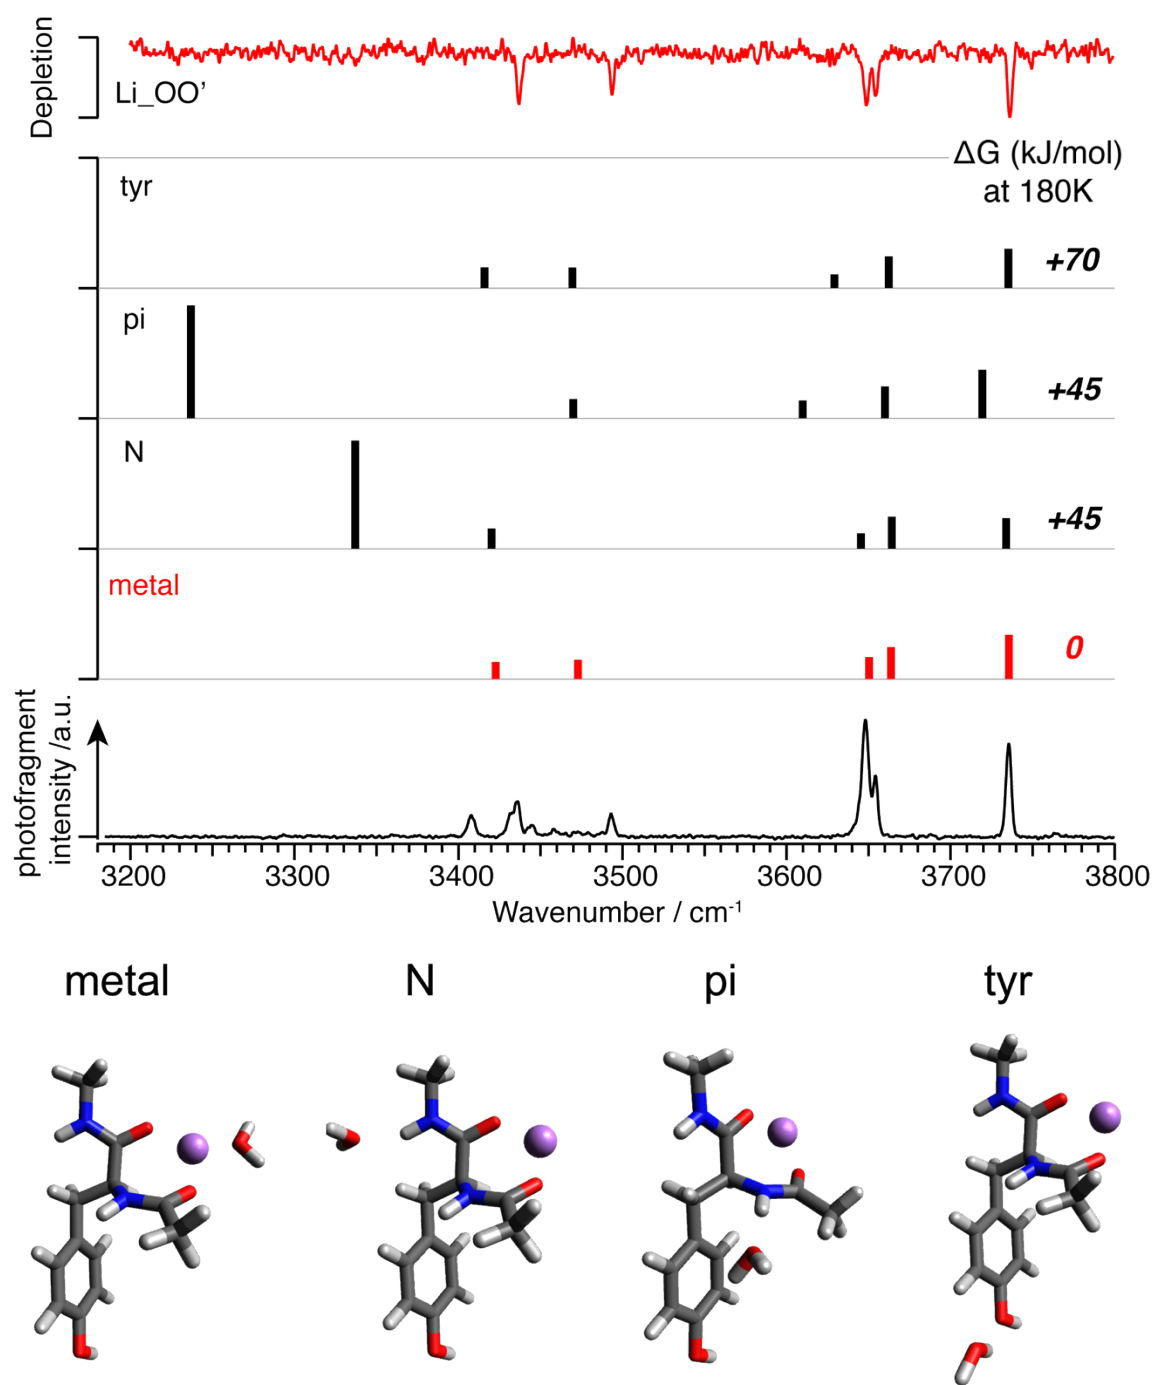 Depletion
Li_OO’
ΔG (kJ/mol)
at 180K
tyr
+70
pi
+45
N
+45
metal
0
photofragment
intensity /a.u.
3200 3300 3400 3500 3600 3700 3800
Wavenumber / cm-1
metal N pi tyr